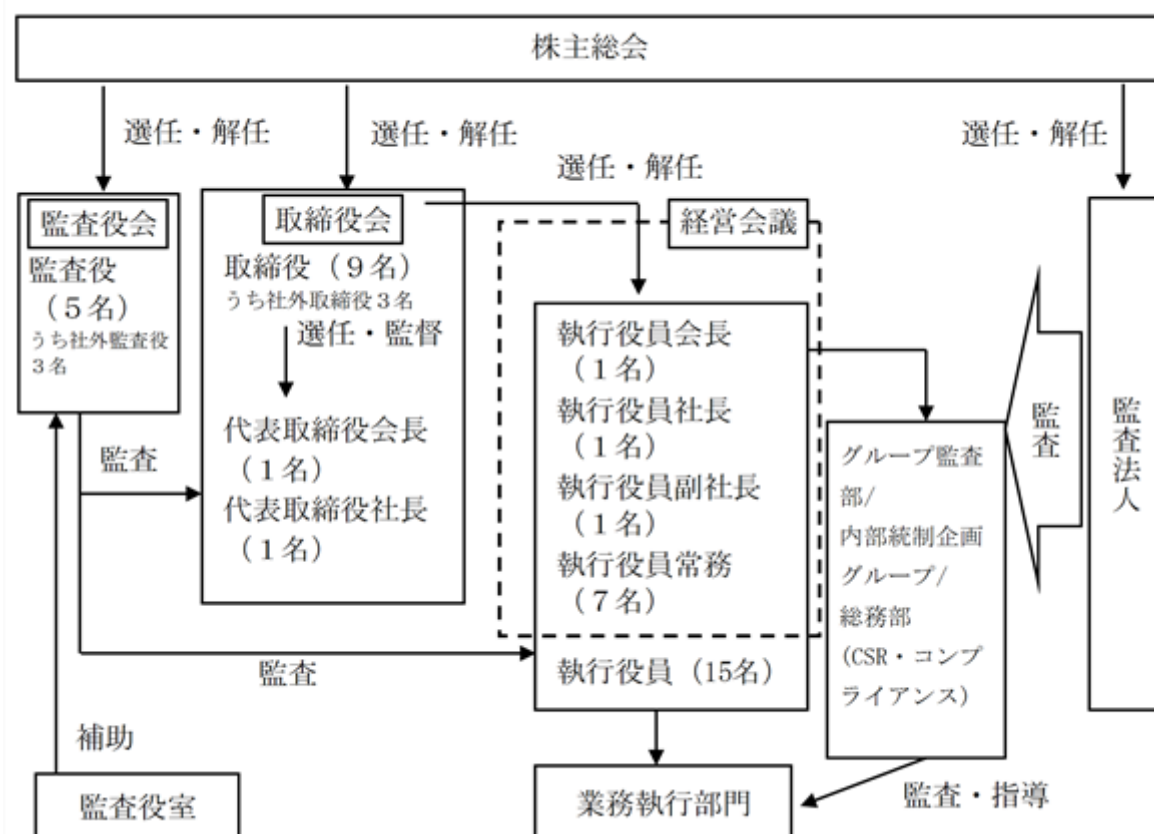 株主総会
選任・解任
選任・解任
選任・解任
選任・解任
監査役会
監査役
（５名）
うち社外監査役
３名
取締役会
取締役（９名）
うち社外取締役３名
選任・監督
代表取締役会長
（１名）
代表取締役社長
（１名）
経営会議
執行役員会長
（１名）
執行役員社長
（１名）
執行役員副社長
（１名）
執行役員常務
（７名）
執行役員（15名）
グループ監査
部/
内部統制企画
グループ/
総務部
(CSR・コンプ
ライアンス)
監査
監査法人
監査
監査
補助
監査役室
業務執行部門
監査・指導